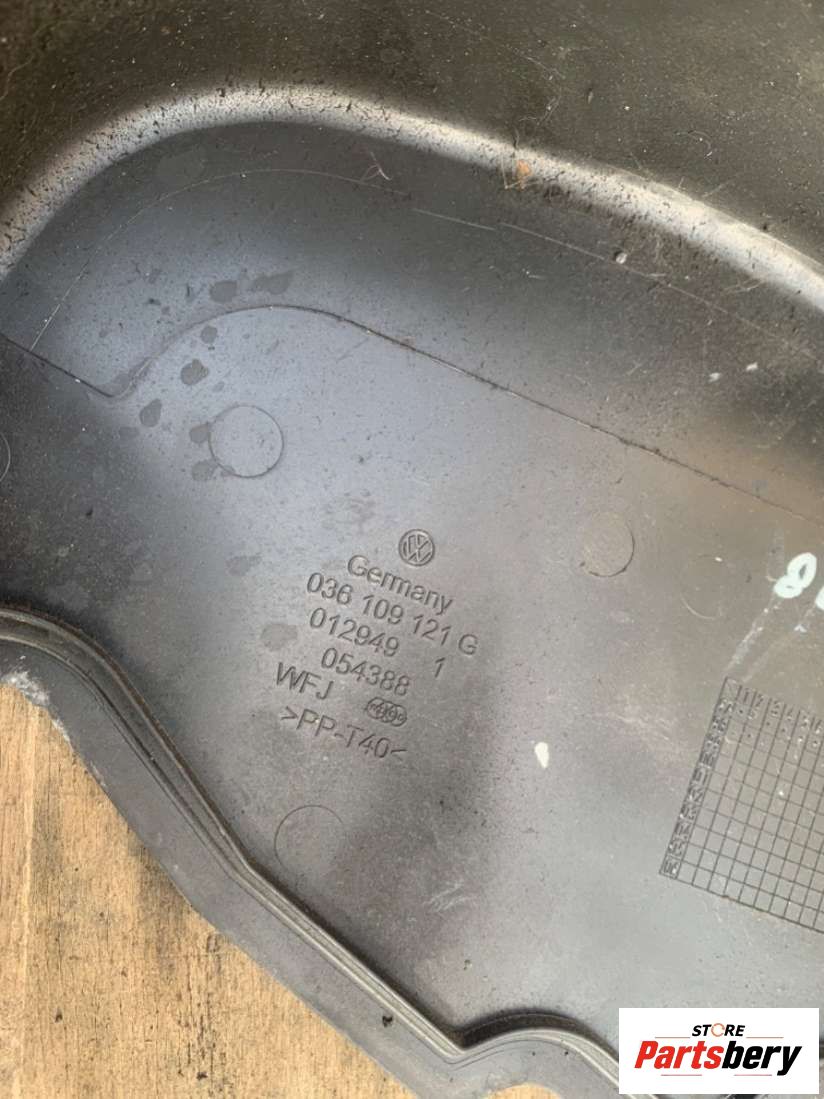 Germany
036 109 121 G
012949 1
054388
WFJ
>PP-T40<
STORE
Partsbery